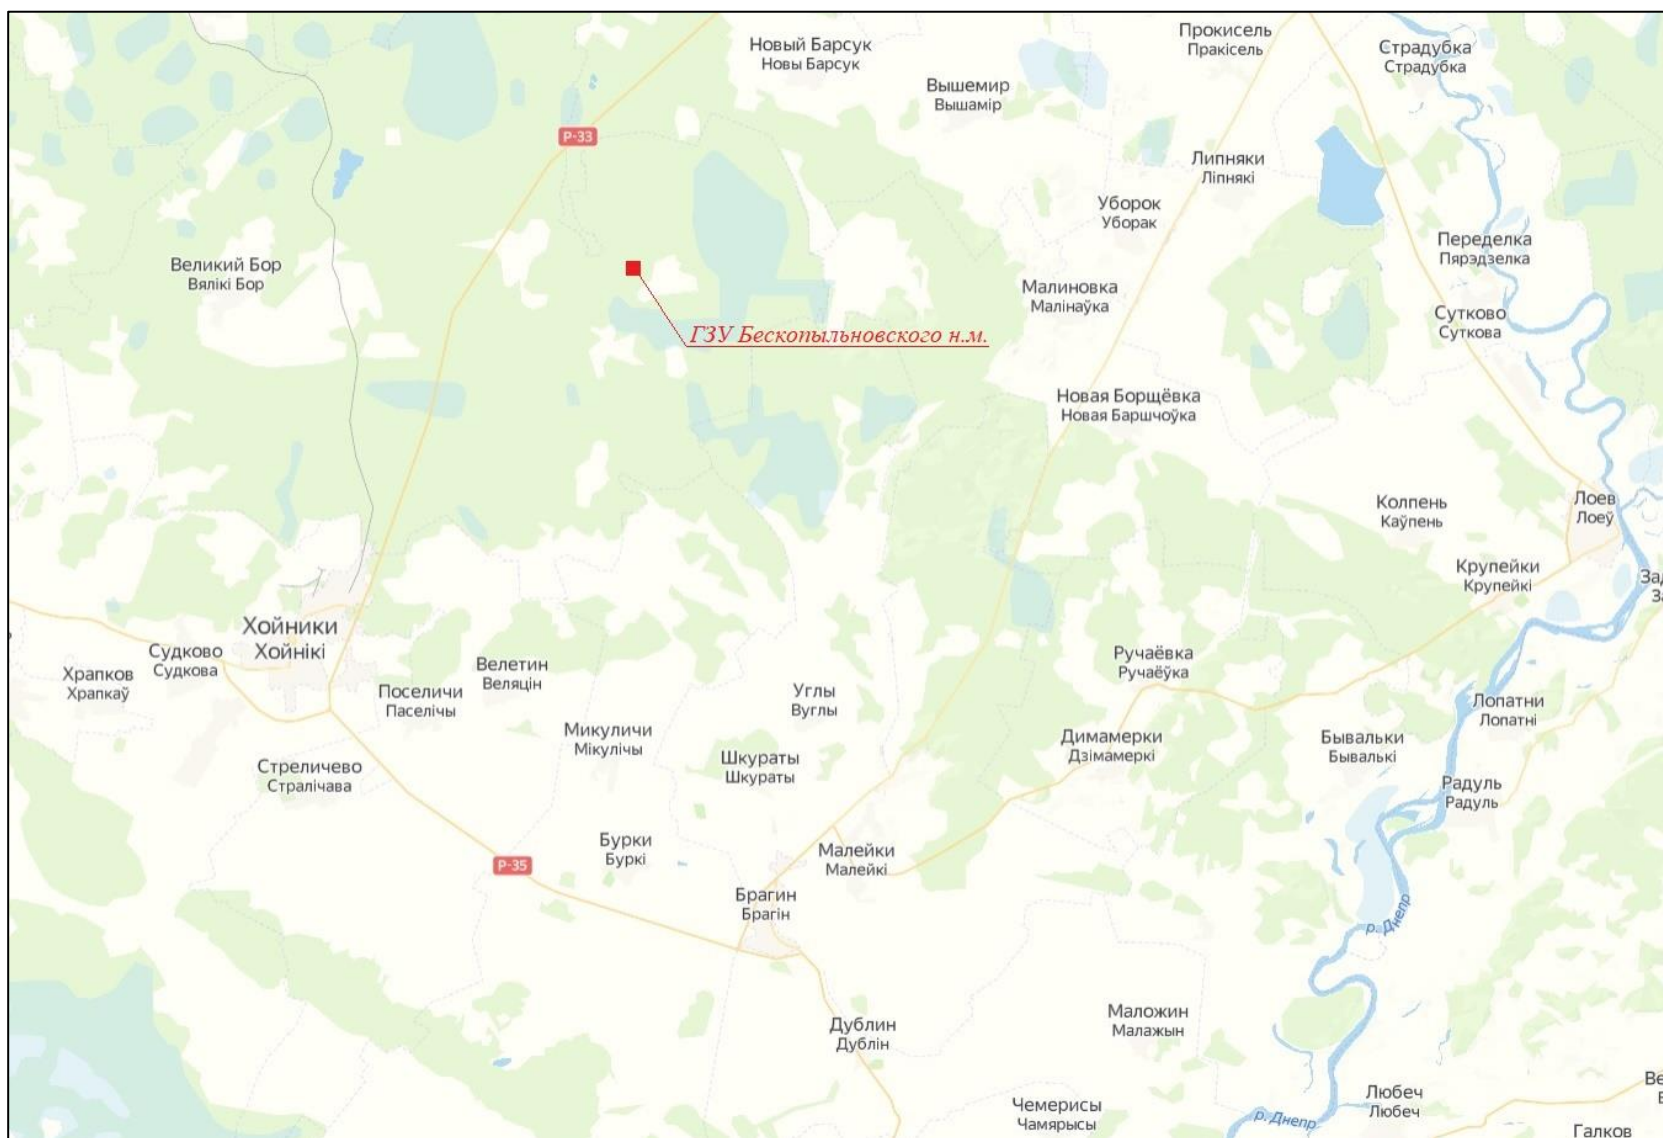 Новый Барсук
Новы Барсук
Прокисель
Пракісель
Страдубка
Страдубка
Вышемир
Вышамір
Р-33
Липняки
Ліпнякі
Уборок
Уборак
Великий Бор
Вялікі Бор
Переделка
Пярэдзелка
Малиновка
Малінаўка
Сутково
Суткова
ГЗУ Бескопыльновского н.м.
Новая Борщёвка
Новая Баршчоўка
Колпень
Каўпень
Лоев
Лоеў
Крупейки
Крупейкі
Хойники
Хойнікі
Судково
Судкова
Храпков
Храпкаў
Велетин
Веляцін
Поселичи
Паселічы
Ручаёвка
Ручаёўка
Углы
Вуглы
Лопатни
Лопатні
Микуличи
Мікулічы
Димамерки
Дзімамеркі
Бывальки
Бывалькі
Шкураты
Шкураты
Стреличево
Стралічава
Радуль
Радуль
Бурки
Буркі
Малейки
Малейкі
Р-35
Брагин
Брагін
р. Днепр
Маложин
Малажын
Дублин
Дублін
Чемерисы
Чамярысы
Любеч
Любеч
р. Днепр
Галков